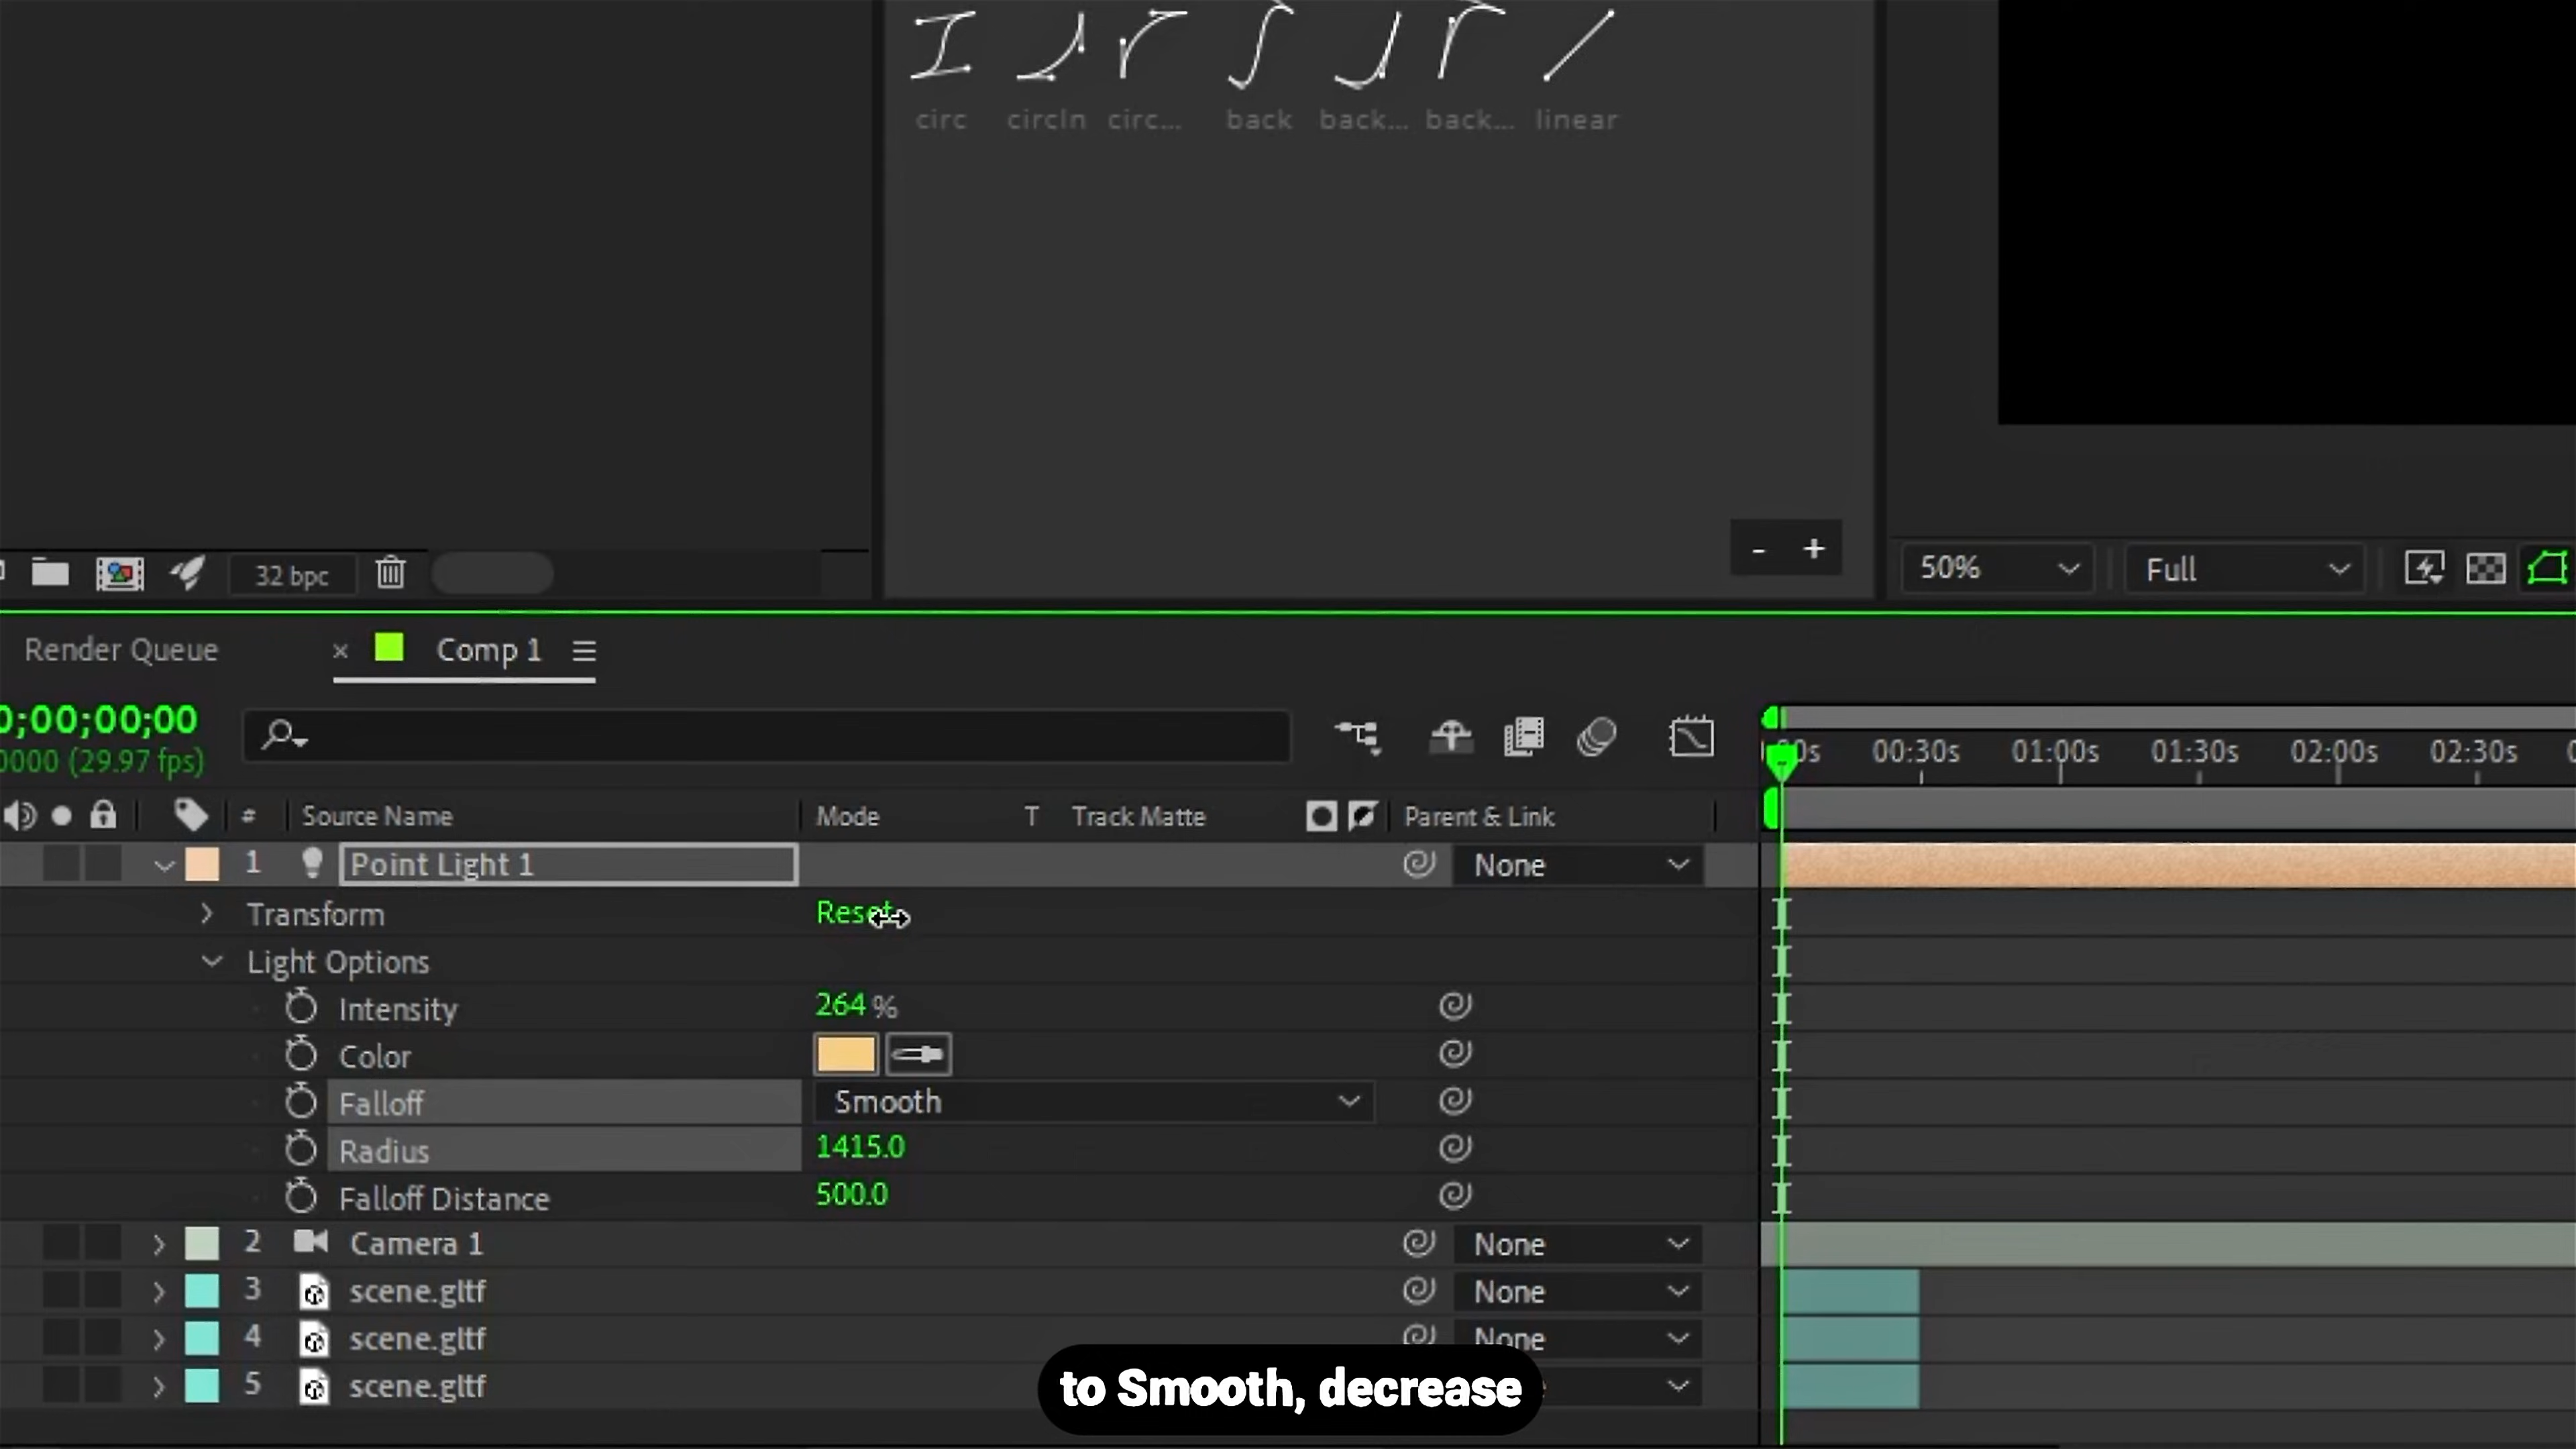 circ circIn circ... back back... back... linear
- +
32 bpc
50% Full
Render Queue × Comp 1
0;00;00;00
0000 (29.97 fps)
00:30s 01:00s 01:30s 02:00s 02:30s
# Source Name Mode T Track Matte Parent & Link
1 Point Light 1 None
Transform Reset
Light Options
Intensity 264 %
Color
Falloff Smooth
Radius 1415.0
Falloff Distance 500.0
2 Camera 1 None
3 scene.gltf None
4 scene.gltf None
5 scene.gltf
to Smooth, decrease